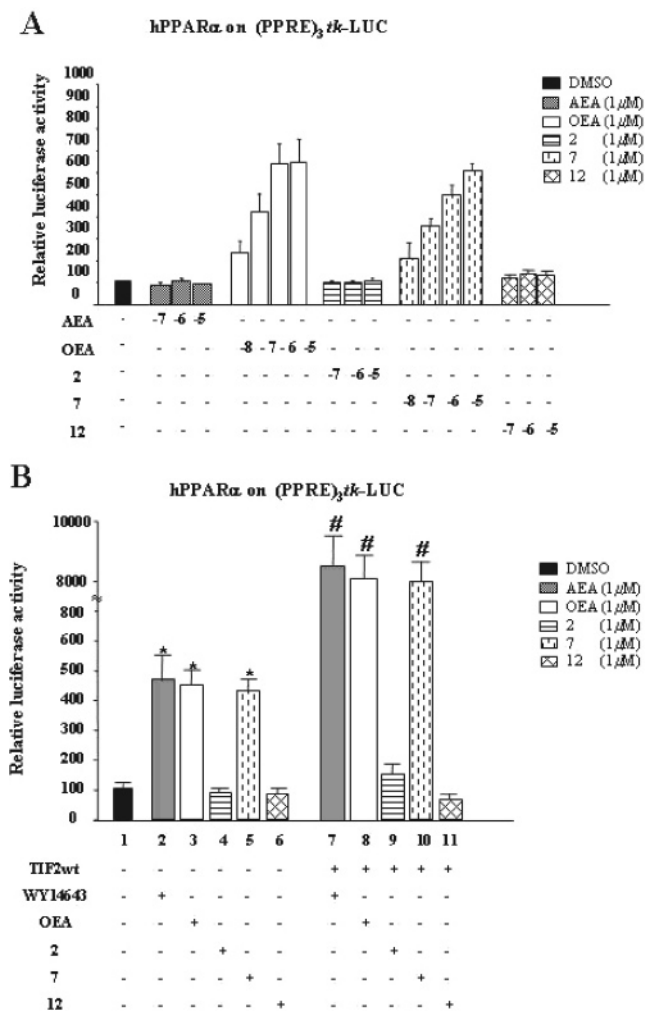 A
hPPARα on (PPRE)3tk-LUC
Relative luciferase activity
1000
900
800
600
500
400
300
200
100
0
DMSO
AEA (1μM)
OEA (1μM)
2 (1μM)
7 (1μM)
12 (1μM)
AEA - -7 -6 -5 - - - - - - - - - - - - - -
OEA - - - - -8 -7 -6 -5 - - - - - - - - - -
2 - - - - - - - - -7 -6 -5 - - - - - - -
7 - - - - - - - - - - - -8 -7 -6 -5 - - -
12 - - - - - - - - - - - - - - - -7 -6 -5
B
hPPARα on (PPRE)3tk-LUC
Relative luciferase activity
10000
8000
800
600
500
400
300
200
100
0
* * * # # #
DMSO
AEA (1μM)
OEA (1μM)
2 (1μM)
7 (1μM)
12 (1μM)
1 2 3 4 5 6 7 8 9 10 11
TIF2wt - - - - - - + + + + +
WY14643 - + - - - - + - - - -
OEA - - + - - - - + - - -
2 - - - + - - - - + - -
7 - - - - + - - - - + -
12 - - - - - + - - - - +